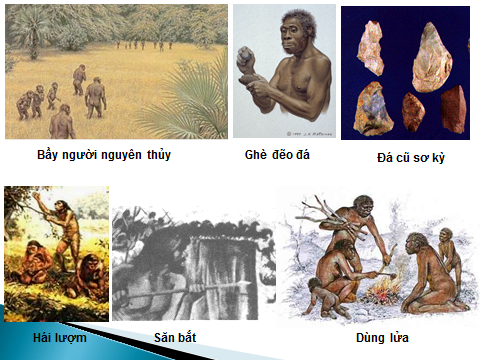 Bầy người nguyên thủy
Ghè đẽo đá
Đá cũ sơ kỳ
Hái lượm
Săn bắt
Dùng lửa